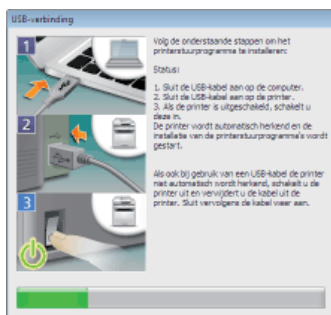 USB-verbinding
1
Volg de onderstaande stappen om het
printerstuurprogramma te installeren:
Status:
1. Sluit de USB-kabel aan op de computer.
2. Sluit de USB-kabel aan op de printer.
3. Als de printer is uitgeschakeld, schakelt u
deze in.
De printer wordt automatisch herkend en de
installatie van de printerstuurprogramma's wordt
gestart.
2
Als ook bij gebruik van een USB-kabel de printer
niet automatisch wordt herkend, schakelt u de
printer uit en verwijdert u de kabel uit de
printer. Sluit vervolgens de kabel weer aan.
3